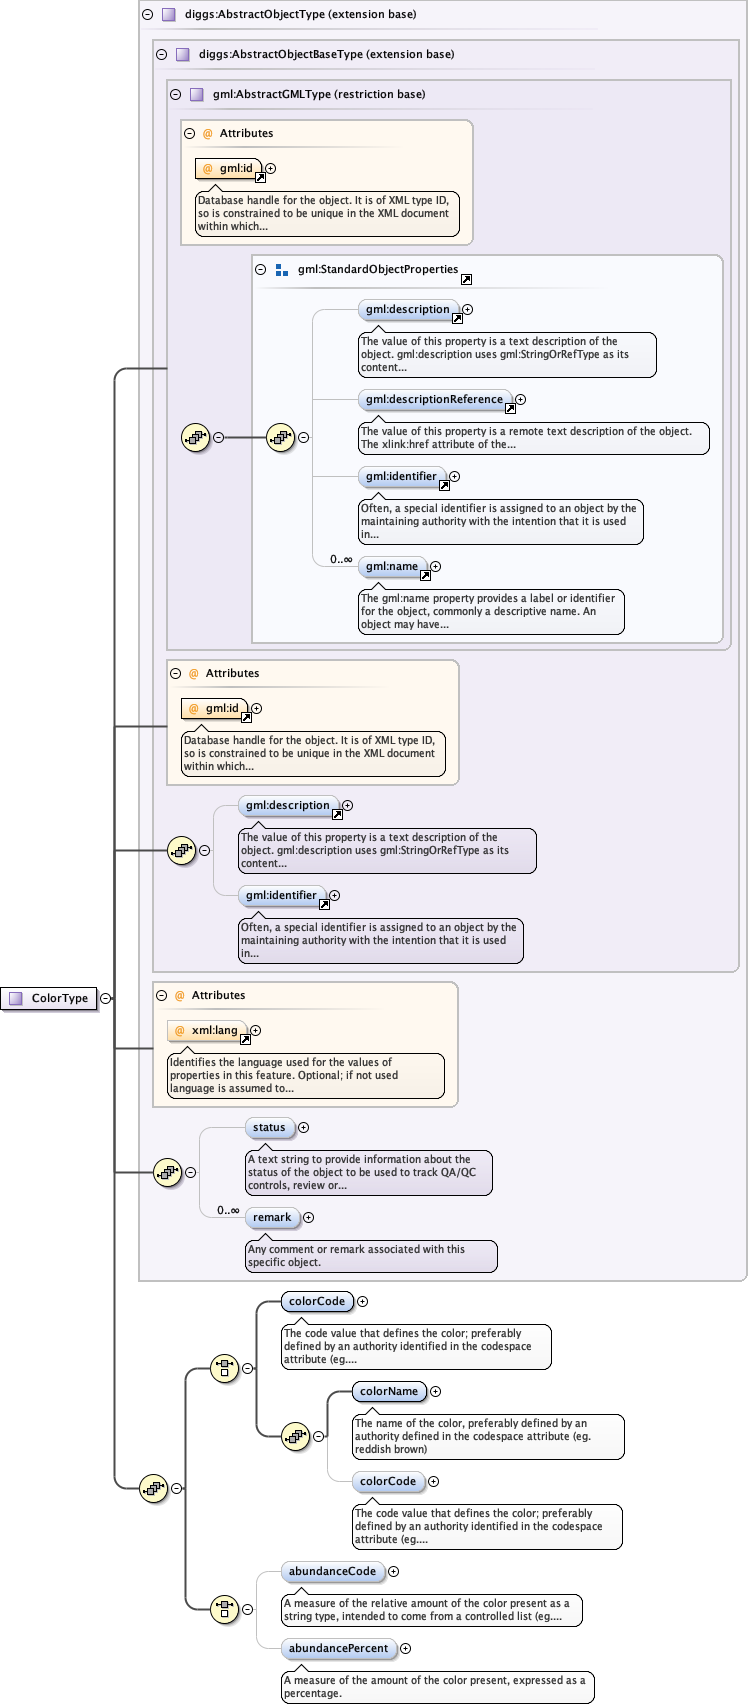 diggs:AbstractObjectType (extension base)
diggs:AbstractObjectBaseType (extension base)
gml:AbstractGMLType (restriction base)
@ Attributes
@ gml:id
Database handle for the object. It is of XML type ID,
so is constrained to be unique in the XML document
within which...
gml:StandardObjectProperties
gml:description
The value of this property is a text description of the
object. gml:description uses gml:StringOrRefType as its
content...
gml:descriptionReference
The value of this property is a remote text description of the object.
The xlink:href attribute of the...
gml:identifier
Often, a special identifier is assigned to an object by the
maintaining authority with the intention that it is used
in...
0..∞
gml:name
The gml:name property provides a label or identifier
for the object, commonly a descriptive name. An
object may have...
@ Attributes
@ gml:id
Database handle for the object. It is of XML type ID,
so is constrained to be unique in the XML document
within which...
gml:description
The value of this property is a text description of the
object. gml:description uses gml:StringOrRefType as its
content...
gml:identifier
Often, a special identifier is assigned to an object by the
maintaining authority with the intention that it is used
in...
ColorType
@ Attributes
@ xml:lang
Identifies the language used for the values of
properties in this feature. Optional; if not used
language is assumed to...
status
A text string to provide information about the
status of the object to be used to track QA/QC
controls, review or...
0..∞
remark
Any comment or remark associated with this
specific object.
colorCode
The code value that defines the color; preferably
defined by an authority identified in the codespace
attribute (eg....
colorName
The name of the color, preferably defined by an
authority defined in the codespace attribute (eg.
reddish brown)
colorCode
The code value that defines the color; preferably
defined by an authority identified in the codespace
attribute (eg....
abundanceCode
A measure of the relative amount of the color present as a
string type, intended to come from a controlled list (eg....
abundancePercent
A measure of the amount of the color present, expressed as a
percentage.